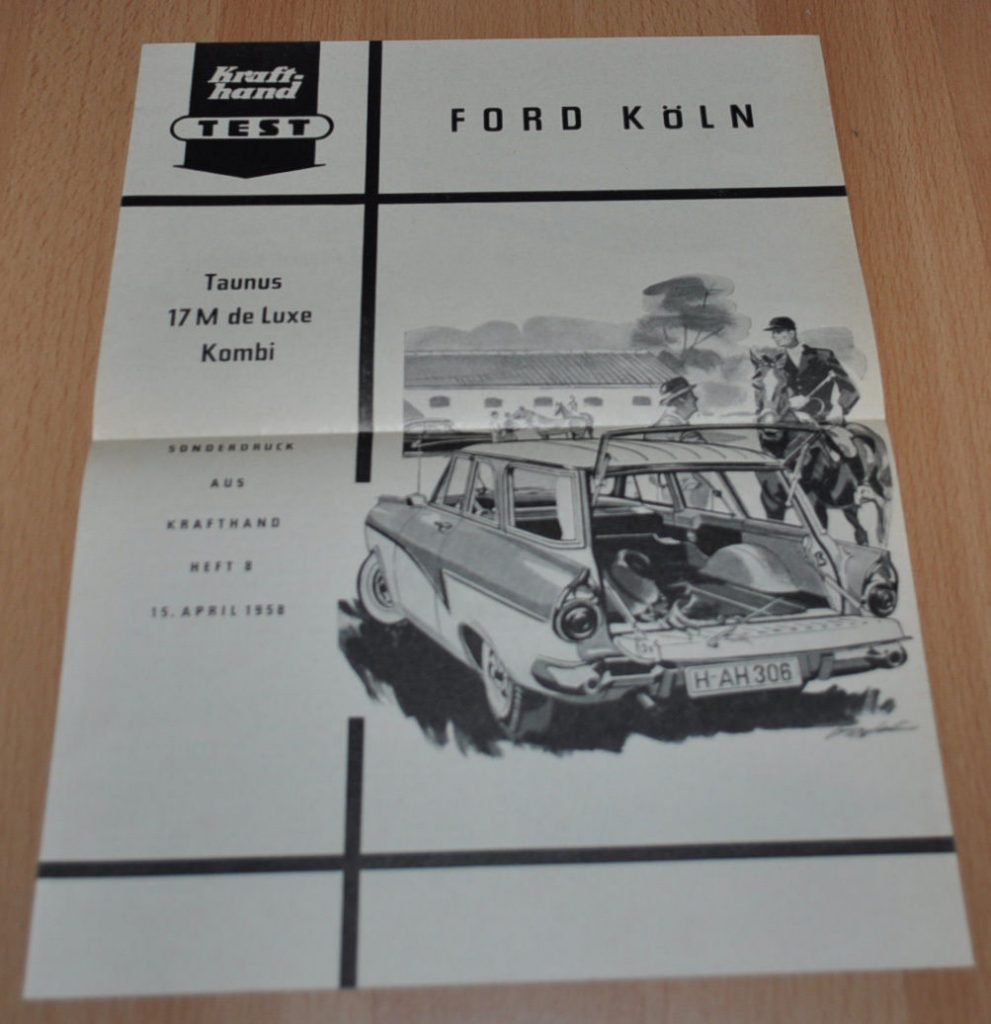 Kraft-
hand
TEST
FORD KÖLN
Taunus
17 M de Luxe
Kombi
SONDERDRUCK
AUS
KRAFTHAND
HEFT 8
15. APRIL 1958
H-AH 306